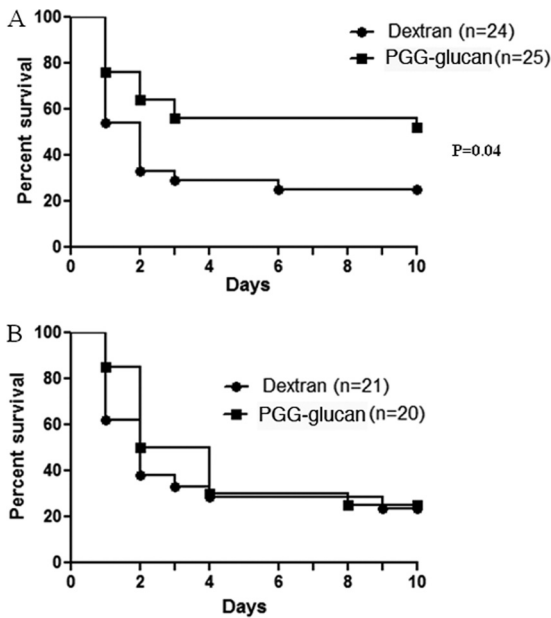 A
Percent survival
100
80
60
40
20
0
Dextran (n=24)
PGG-glucan (n=25)
P=0.04
0 2 4 6 8 10
Days
B
Percent survival
100
80
60
40
20
0
Dextran (n=21)
PGG-glucan (n=20)
0 2 4 6 8 10
Days